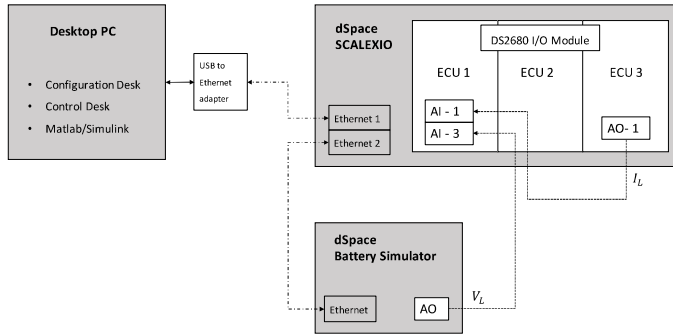 Desktop PC
• Configuration Desk
• Control Desk
• Matlab/Simulink
USB to
Ethernet
adapter
dSpace
SCALEXIO
Ethernet 1
Ethernet 2
DS2680 I/O Module
ECU 1
ECU 2
ECU 3
AI - 1
AI - 3
AO- 1
I_L
dSpace
Battery Simulator
Ethernet
AO
V_L